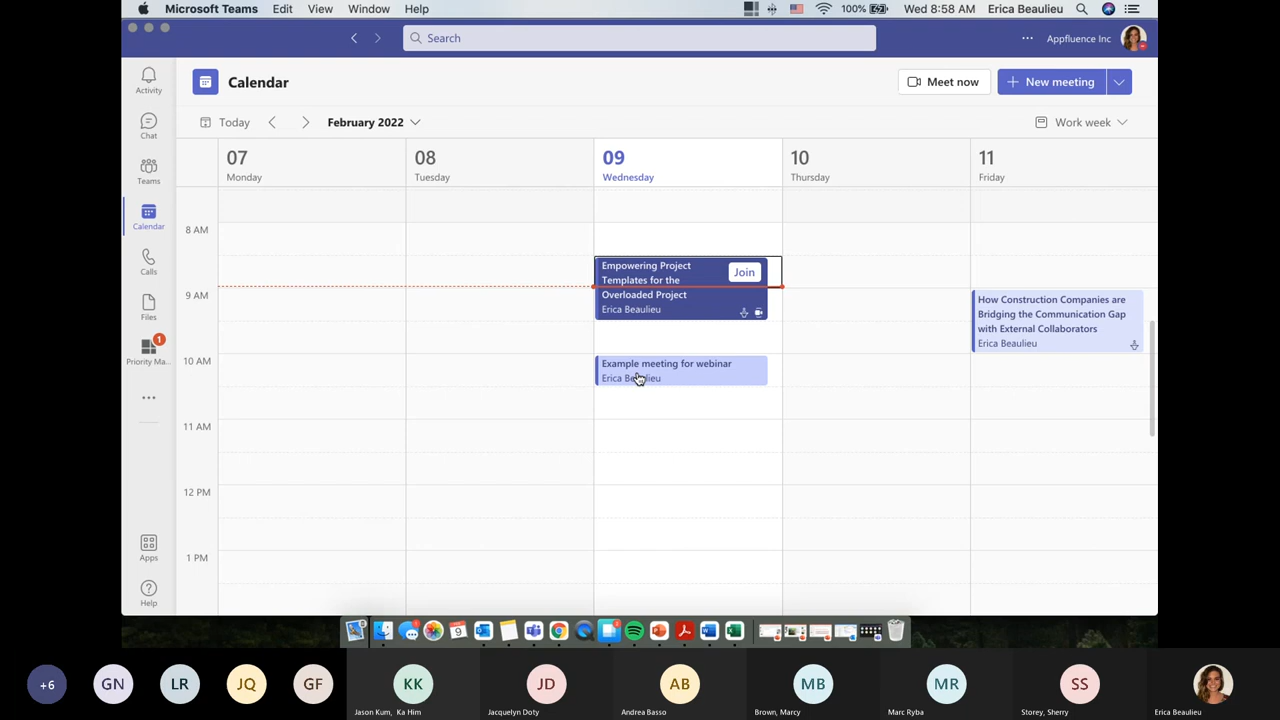 Microsoft Teams Edit View Window Help 100% Wed 8:58 AM Erica Beaulieu
Search
Appfluence Inc
Activity
Chat
Teams
Calendar
Calls
Files
1
Priority Ma...
Apps
Help
Calendar
Meet now
New meeting
Today
February 2022
Work week
07
Monday
08
Tuesday
09
Wednesday
10
Thursday
11
Friday
8 AM
9 AM
10 AM
11 AM
12 PM
1 PM
Empowering Project
Templates for the
Overloaded Project
Erica Beaulieu
Join
Example meeting for webinar
Erica Beaulieu
How Construction Companies are
Bridging the Communication Gap
with External Collaborators
Erica Beaulieu
9
+6
GN
LR
JQ
GF
KK
Jason Kum, Ka Him
JD
Jacquelyn Doty
AB
Andrea Basso
MB
Brown, Marcy
MR
Marc Ryba
SS
Storey, Sherry
Erica Beaulieu